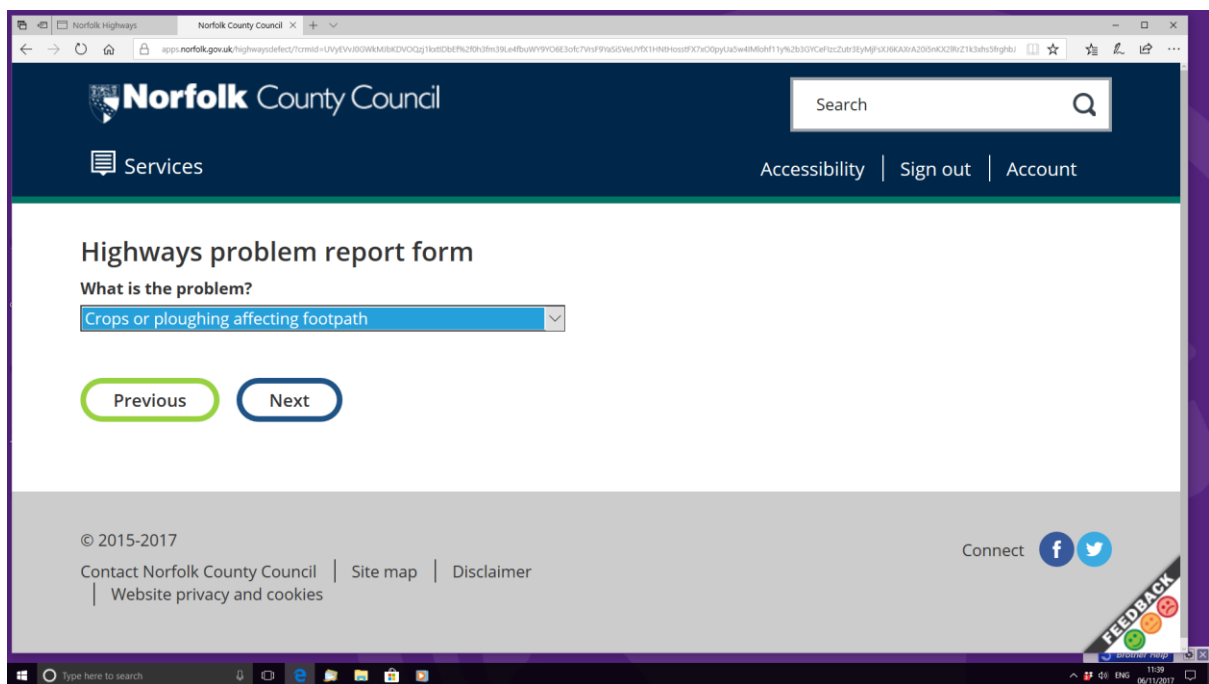 Norfolk Highways
Norfolk County Council
Norfolk County Council
Search
Services
Accessibility
Sign out
Account
Highways problem report form
What is the problem?
Crops or ploughing affecting footpath
Previous
Next
© 2015-2017
Connect
Contact Norfolk County Council
Site map
Disclaimer
Website privacy and cookies
FEEDBACK
Type here to search
ENG
11:39
06/11/2017